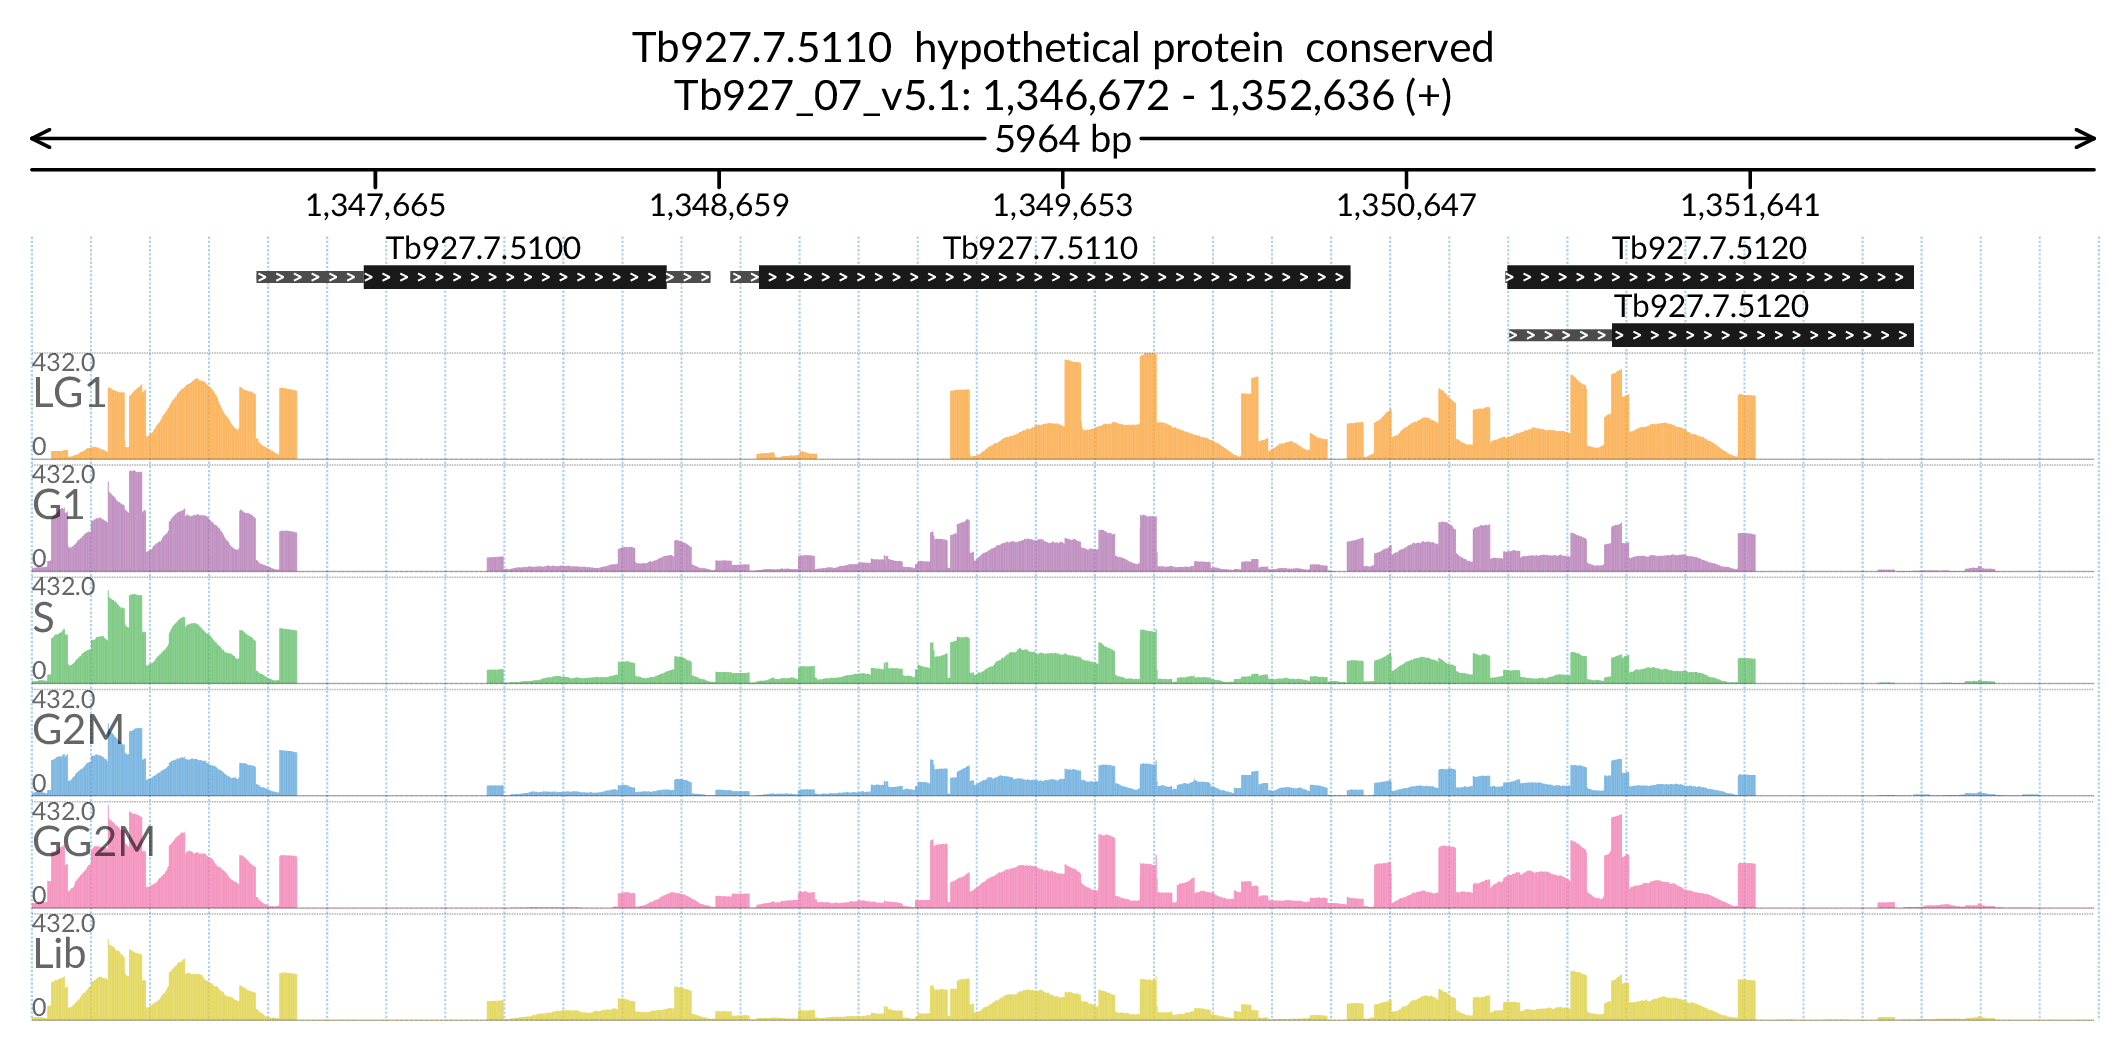 Tb927.7.5110 hypothetical protein conserved
Tb927_07_v5.1: 1,346,672 - 1,352,636 (+)
5964 bp
1,347,665 1,348,659 1,349,653 1,350,647 1,351,641
Tb927.7.5100 Tb927.7.5110 Tb927.7.5120
Tb927.7.5120
432.0
LG1
0
432.0
G1
0
432.0
S
0
432.0
G2M
0
432.0
GG2M
0
432.0
Lib
0